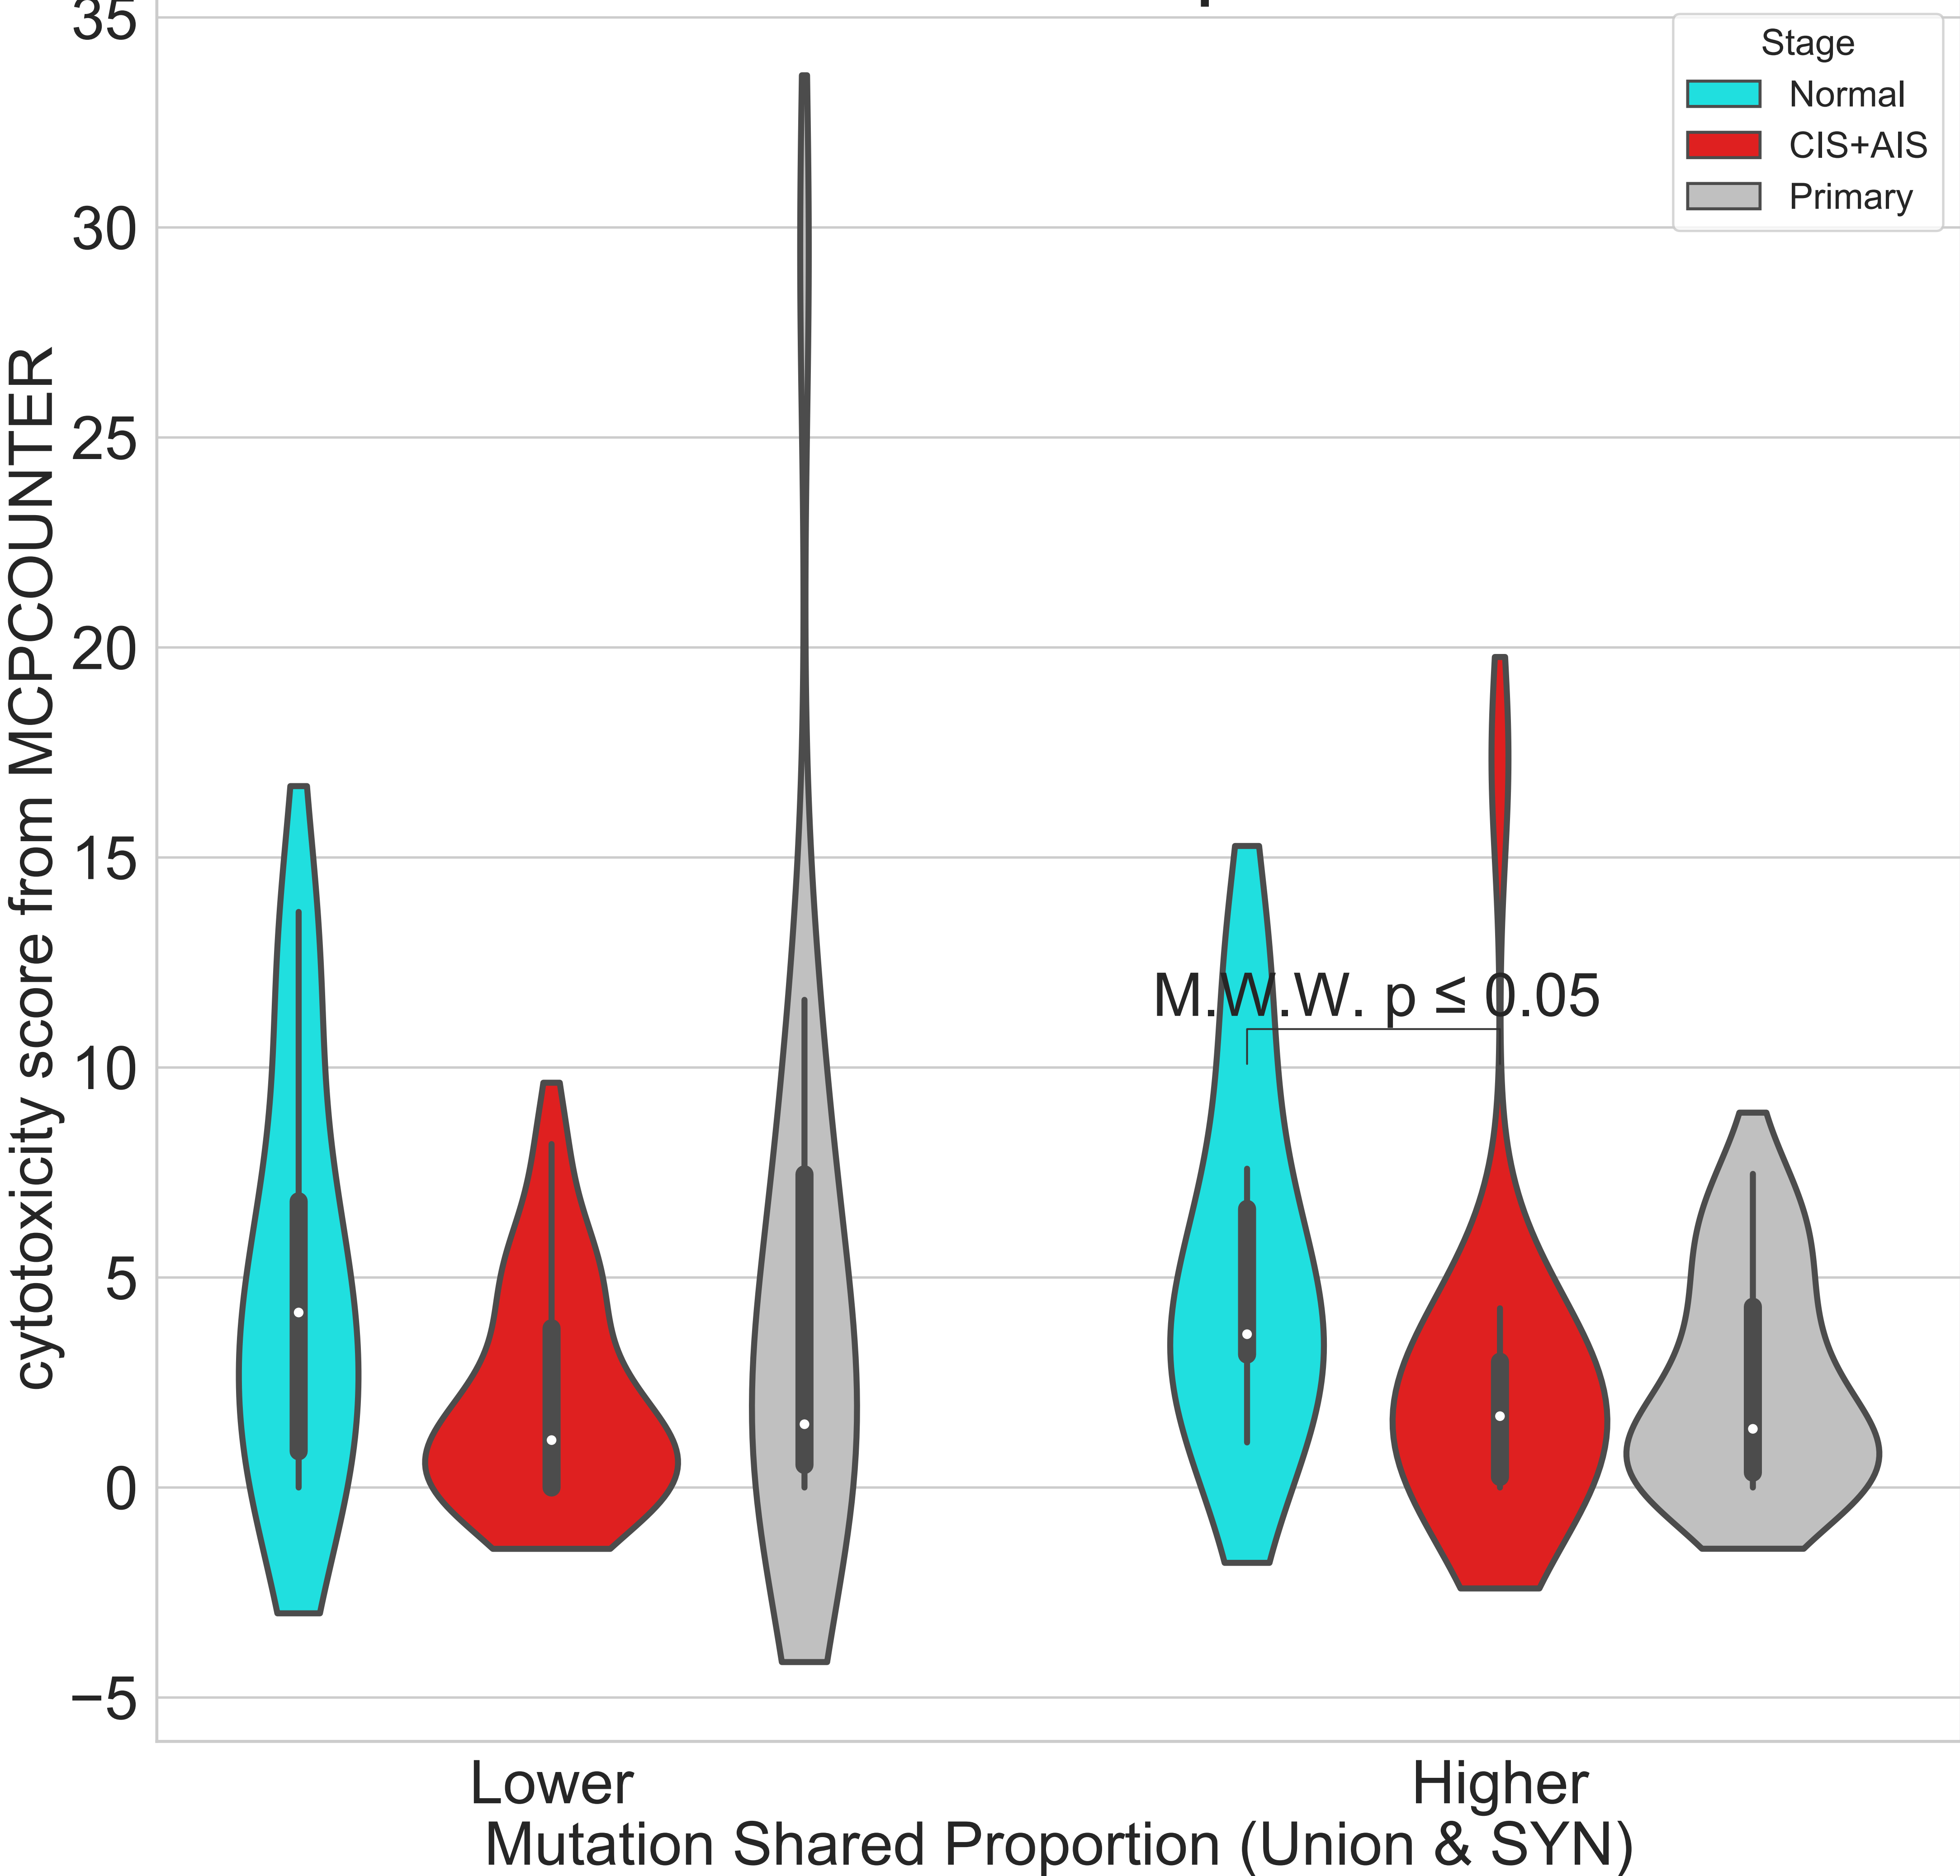 35
30
25
20
15
10
5
0
−5
cytotoxicity score from MCPCOUNTER
Stage
Normal
CIS+AIS
Primary
M.W.W. p ≤ 0.05
Lower
Higher
Mutation Shared Proportion (Union & SYN)